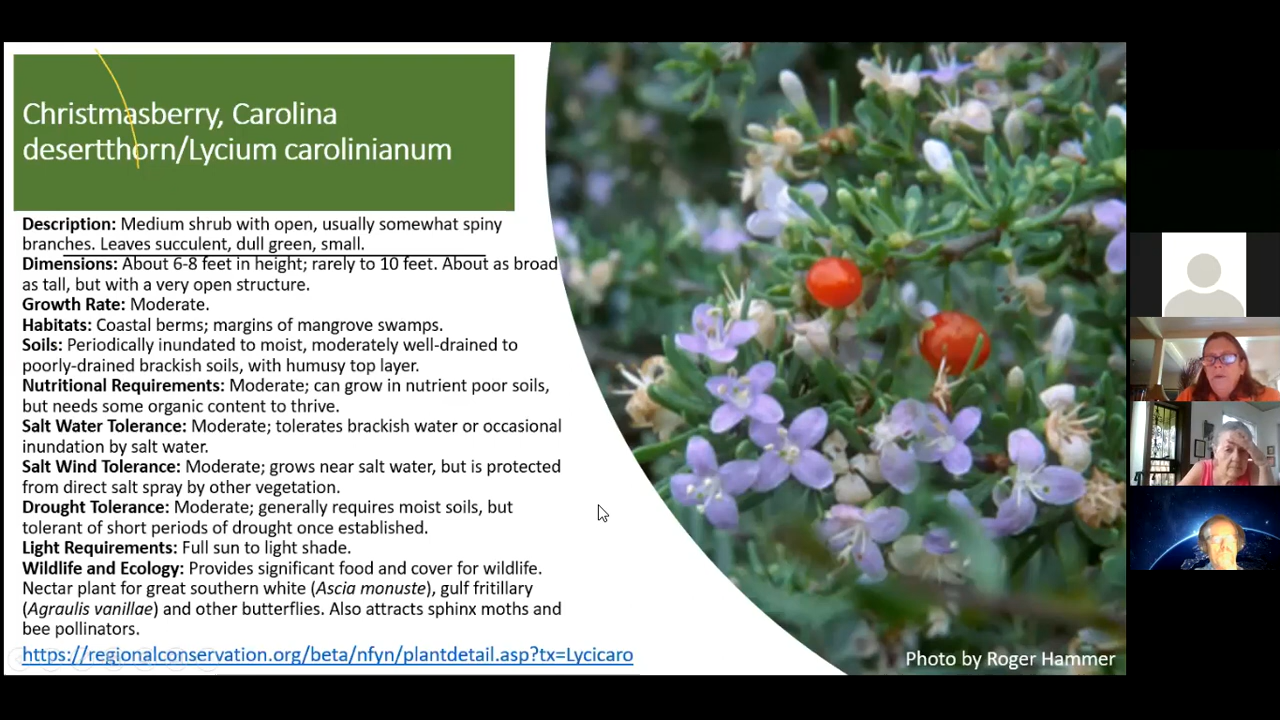 Christmasberry, Carolina
desertthorn/Lycium carolinianum
Description: Medium shrub with open, usually somewhat spiny
branches. Leaves succulent, dull green, small.
Dimensions: About 6-8 feet in height; rarely to 10 feet. About as broad
as tall, but with a very open structure.
Growth Rate: Moderate.
Habitats: Coastal berms; margins of mangrove swamps.
Soils: Periodically inundated to moist, moderately well-drained to
poorly-drained brackish soils, with humusy top layer.
Nutritional Requirements: Moderate; can grow in nutrient poor soils,
but needs some organic content to thrive.
Salt Water Tolerance: Moderate; tolerates brackish water or occasional
inundation by salt water.
Salt Wind Tolerance: Moderate; grows near salt water, but is protected
from direct salt spray by other vegetation.
Drought Tolerance: Moderate; generally requires moist soils, but
tolerant of short periods of drought once established.
Light Requirements: Full sun to light shade.
Wildlife and Ecology: Provides significant food and cover for wildlife.
Nectar plant for great southern white (Ascia monuste), gulf fritillary
(Agraulis vanillae) and other butterflies. Also attracts sphinx moths and
bee pollinators.
https://regionalconservation.org/beta/nfyn/plantdetail.asp?tx=Lycicaro
Photo by Roger Hammer